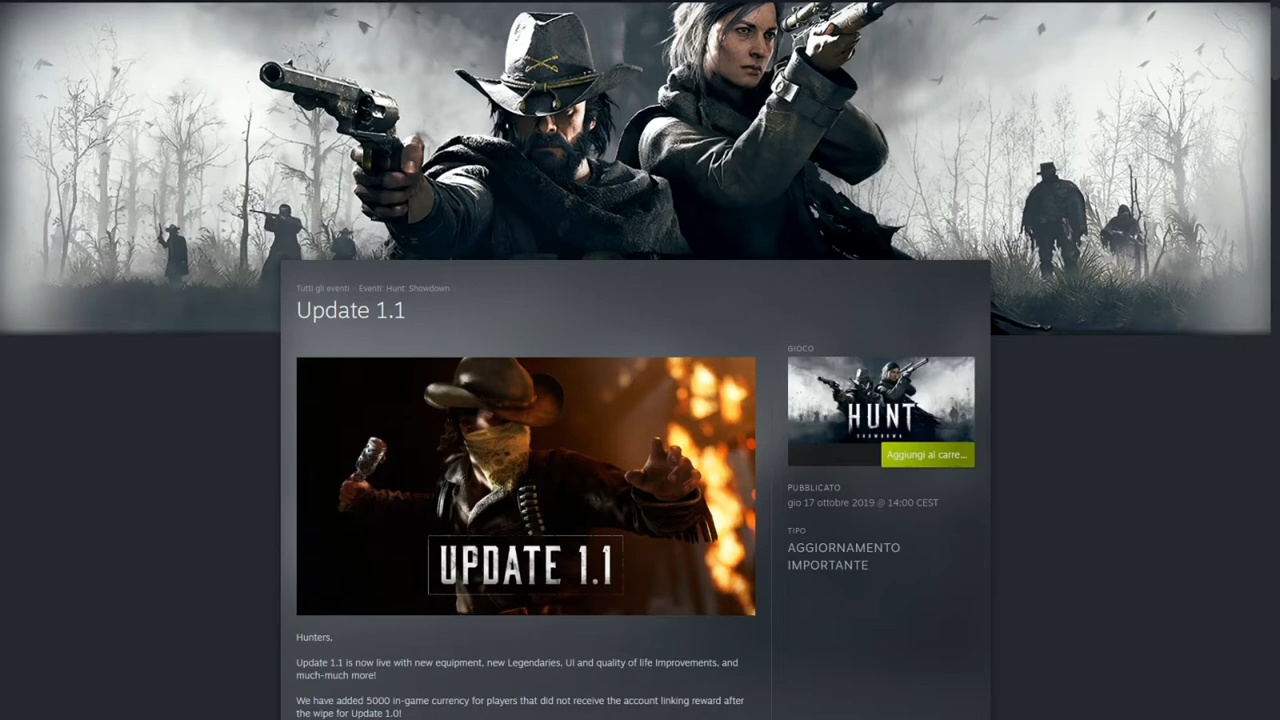 Tutti gli eventi › Eventi: Hunt: Showdown ›
Update 1.1
GIOCO
HUNT
SHOWDOWN
Aggiungi al carre...
UPDATE 1.1
PUBBLICATO
gio 17 ottobre 2019 @ 14:00 CEST
TIPO
AGGIORNAMENTO
IMPORTANTE
Hunters,
Update 1.1 is now live with new equipment, new Legendaries, UI and quality of life Improvements, and
much-much more!
We have added 5000 in-game currency for players that did not receive the account linking reward after
the wipe for Update 1.0!